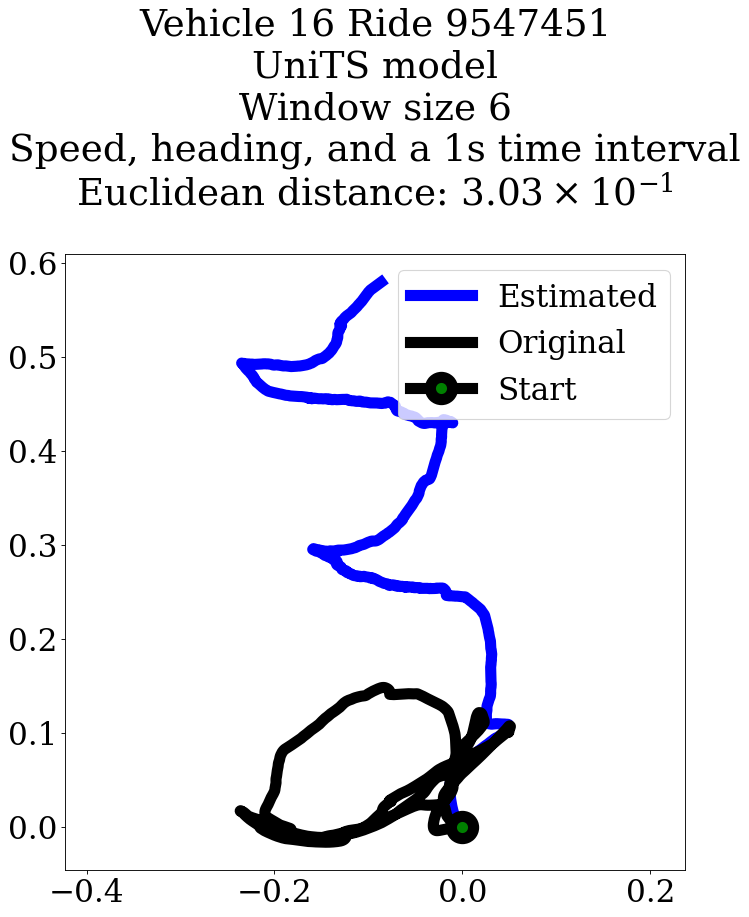 Vehicle 16 Ride 9547451
UniTS model
Window size 6
Speed, heading, and a 1s time interval
Euclidean distance: 3.03 × 10⁻¹
0.6
0.5
0.4
0.3
0.2
0.1
0.0
Estimated
Original
Start
−0.4
−0.2
0.0
0.2